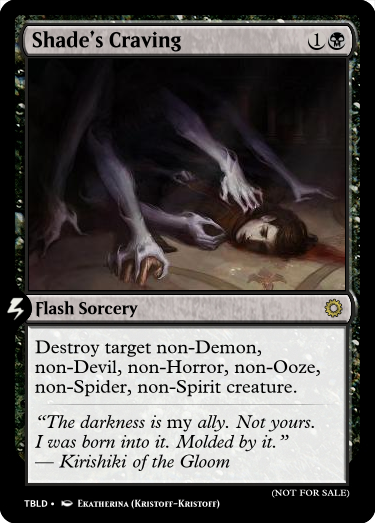 Shade's Craving 1
Flash Sorcery
Destroy target non-Demon,
non-Devil, non-Horror, non-Ooze,
non-Spider, non-Spirit creature.
“The darkness is my ally. Not yours.
I was born into it. Molded by it.”
— Kirishiki of the Gloom
(NOT FOR SALE)
TBLD • Ekatherina (Kristoff-Kristoff)